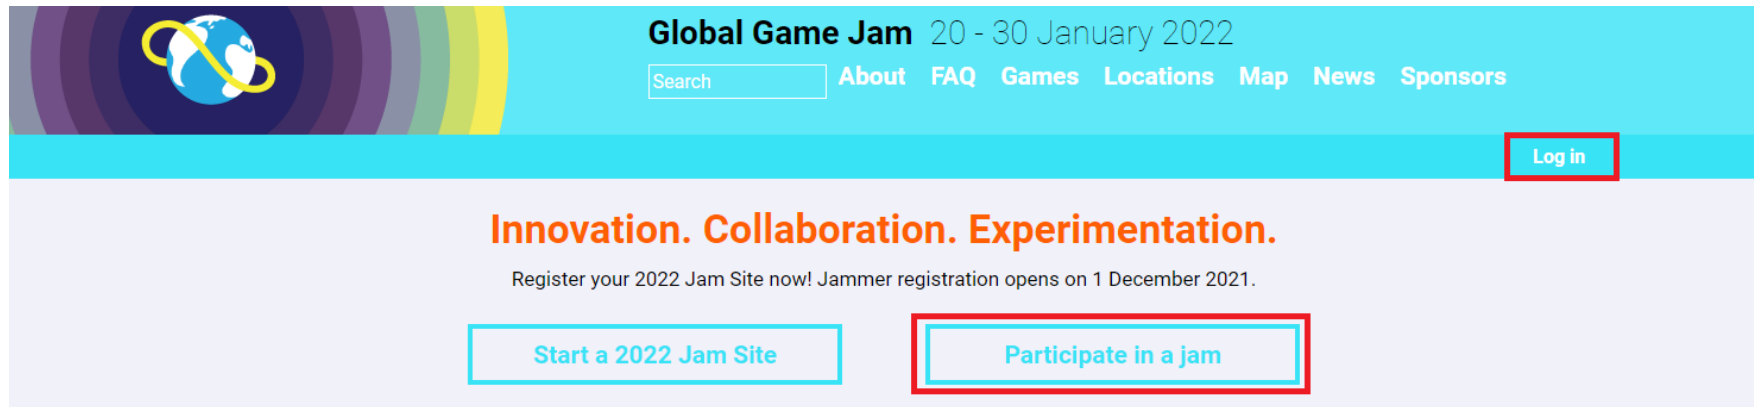 Global Game Jam 20 - 30 January 2022
Search About FAQ Games Locations Map News Sponsors
Log in
Innovation. Collaboration. Experimentation.
Register your 2022 Jam Site now! Jammer registration opens on 1 December 2021.
Start a 2022 Jam Site Participate in a jam